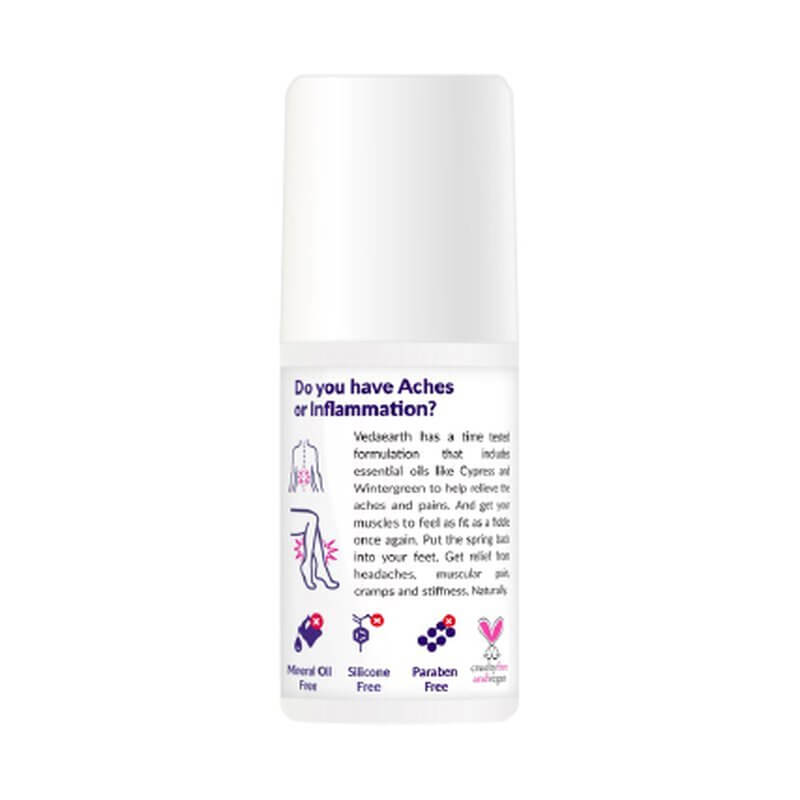 Do you have Aches
or Inflammation?
Vedaearth has a time tested
formulation that includes
essential oils like Cypress and
Wintergreen to help relieve the
aches and pains. And get your
muscles to feel as fit as a fiddle
once again. Put the spring back
into your feet. Get relief from
headaches, muscular pain,
cramps and stiffness. Naturally.
Mineral Oil
Free
Silicone
Free
Paraben
Free
crueltyfree
andvegan